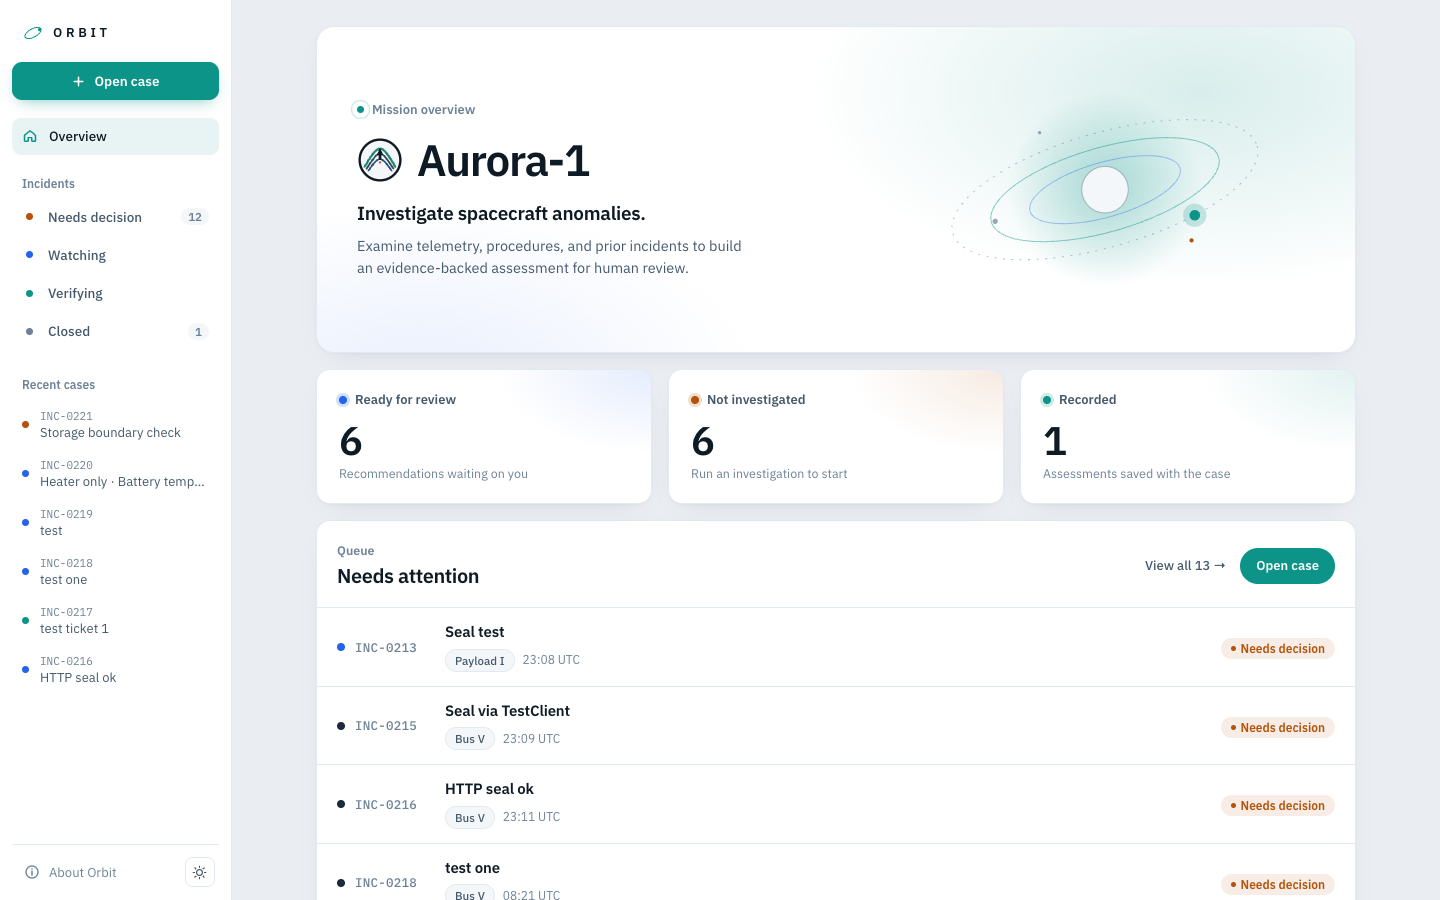 ORBIT
Open case
Overview
Incidents
Needs decision 12
Watching
Verifying
Closed 1
Recent cases
INC-0221
Storage boundary check
INC-0220
Heater only · Battery temp...
INC-0219
test
INC-0218
test one
INC-0217
test ticket 1
INC-0216
HTTP seal ok
About Orbit
Mission overview
Aurora-1
Investigate spacecraft anomalies.
Examine telemetry, procedures, and prior incidents to build
an evidence-backed assessment for human review.
Ready for review
6
Recommendations waiting on you
Not investigated
6
Run an investigation to start
Recorded
1
Assessments saved with the case
Queue
Needs attention
View all 13 →
Open case
INC-0213
Seal test
Payload I 23:08 UTC
Needs decision
INC-0215
Seal via TestClient
Bus V 23:09 UTC
Needs decision
INC-0216
HTTP seal ok
Bus V 23:11 UTC
Needs decision
INC-0218
test one
Bus V 08:21 UTC
Needs decision